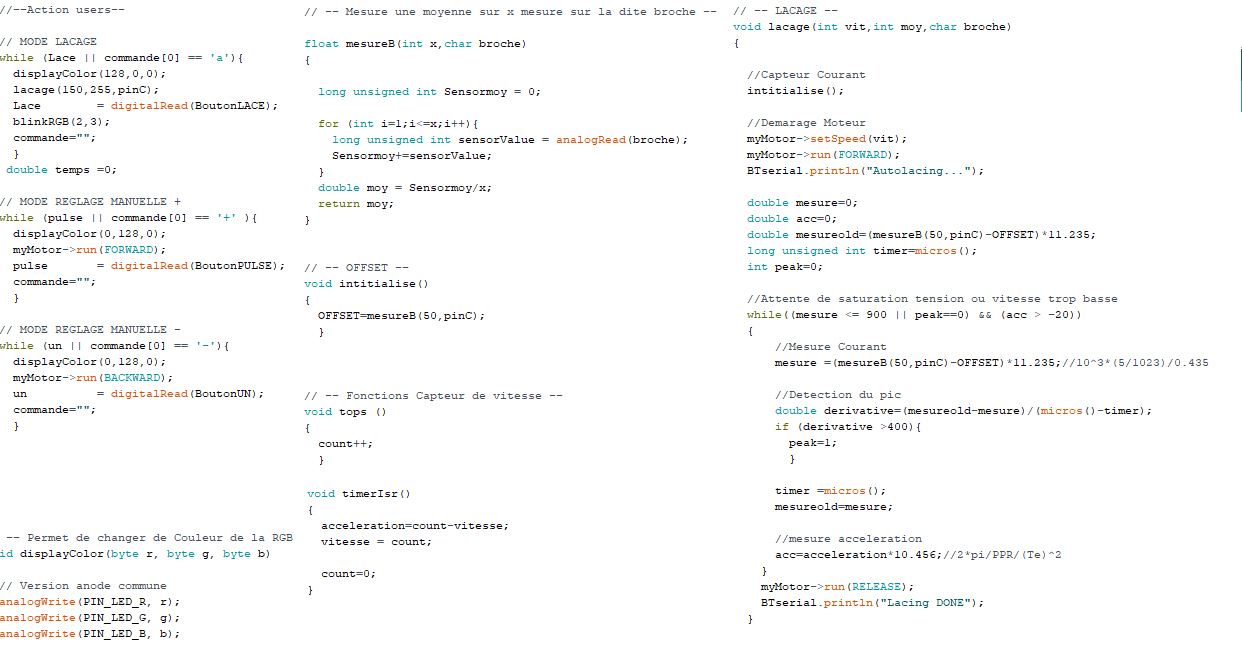 //--Action users--
// MODE LACAGE
while (Lace || commande[0] == 'a'){
displayColor(128,0,0);
lacage(150,255,pinC);
Lace = digitalRead(BoutonLACE);
blinkRGB(2,3);
commande="";
}
double temps =0;
// MODE REGLAGE MANUELLE +
while (pulse || commande[0] == '+' ){
displayColor(0,128,0);
myMotor->run(FORWARD);
pulse = digitalRead(BoutonPULSE);
commande="";
}
// MODE REGLAGE MANUELLE -
while (un || commande[0] == '-'){
displayColor(0,128,0);
myMotor->run(BACKWARD);
un = digitalRead(BoutonUN);
commande="";
}
-- Permet de changer de Couleur de la RGB
id displayColor(byte r, byte g, byte b)
// Version anode commune
analogWrite(PIN_LED_R, r);
analogWrite(PIN_LED_G, g);
analogWrite(PIN_LED_B, b);
// -- Mesure une moyenne sur x mesure sur la dite broche --
float mesureB(int x,char broche)
{
long unsigned int Sensormoy = 0;
for (int i=1;i<=x;i++){
long unsigned int sensorValue = analogRead(broche);
Sensormoy+=sensorValue;
}
double moy = Sensormoy/x;
return moy;
}
// -- OFFSET --
void intitialise()
{
OFFSET=mesureB(50,pinC);
}
// -- Fonctions Capteur de vitesse --
void tops ()
{
count++;
}
void timerIsr()
{
acceleration=count-vitesse;
vitesse = count;
count=0;
}
// -- LACAGE --
void lacage(int vit,int moy,char broche)
{
//Capteur Courant
intitialise();
//Demarage Moteur
myMotor->setSpeed(vit);
myMotor->run(FORWARD);
BTserial.println("Autolacing...");
double mesure=0;
double acc=0;
double mesureold=(mesureB(50,pinC)-OFFSET)*11.235;
long unsigned int timer=micros();
int peak=0;
//Attente de saturation tension ou vitesse trop basse
while((mesure <= 900 || peak==0) && (acc > -20))
{
//Mesure Courant
mesure =(mesureB(50,pinC)-OFFSET)*11.235;//10^3*(5/1023)/0.435
//Detection du pic
double derivative=(mesureold-mesure)/(micros()-timer);
if (derivative >400){
peak=1;
}
timer =micros();
mesureold=mesure;
//mesure acceleration
acc=acceleration*10.456;//2*pi/PPR/(Te)^2
}
myMotor->run(RELEASE);
BTserial.println("Lacing DONE");
}